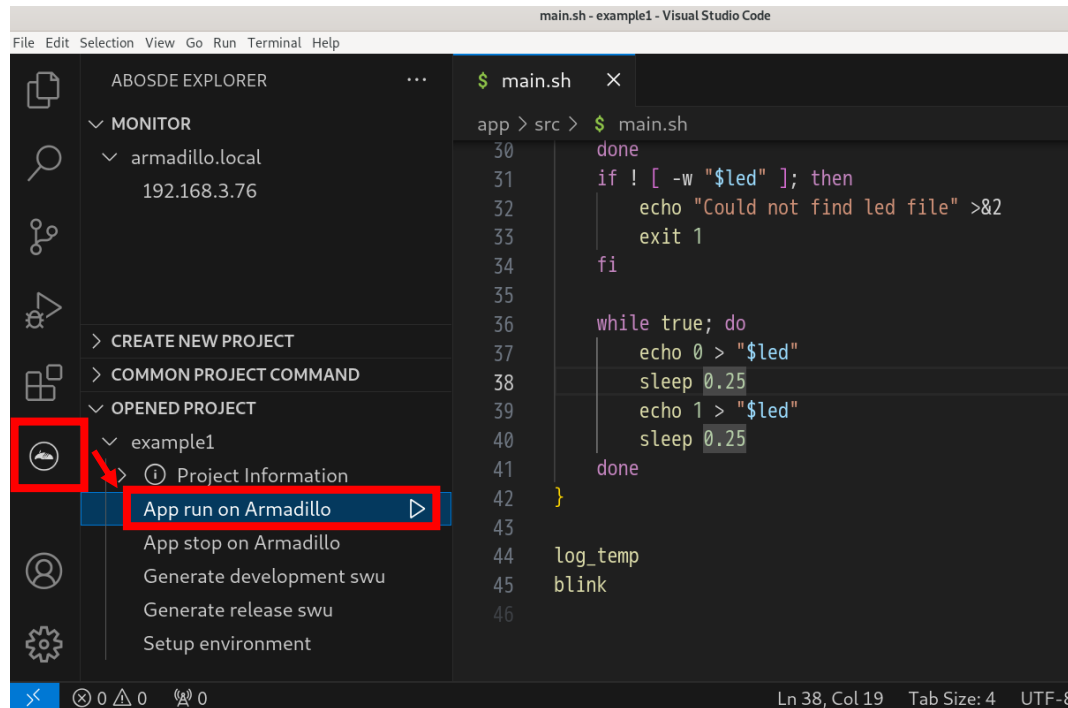 main.sh - example1 - Visual Studio Code
File Edit Selection View Go Run Terminal Help
ABOSDE EXPLORER
MONITOR
armadillo.local
192.168.3.76
CREATE NEW PROJECT
COMMON PROJECT COMMAND
OPENED PROJECT
example1
Project Information
App run on Armadillo
App stop on Armadillo
Generate development swu
Generate release swu
Setup environment
$ main.sh
app > src > $ main.sh
30 done
31 if ! [ -w "$led" ]; then
32 echo "Could not find led file" >&2
33 exit 1
34 fi
35
36 while true; do
37 echo 0 > "$led"
38 sleep 0.25
39 echo 1 > "$led"
40 sleep 0.25
41 done
42 }
43
44 log_temp
45 blink
46
0 0 0 Ln 38, Col 19 Tab Size: 4 UTF-8